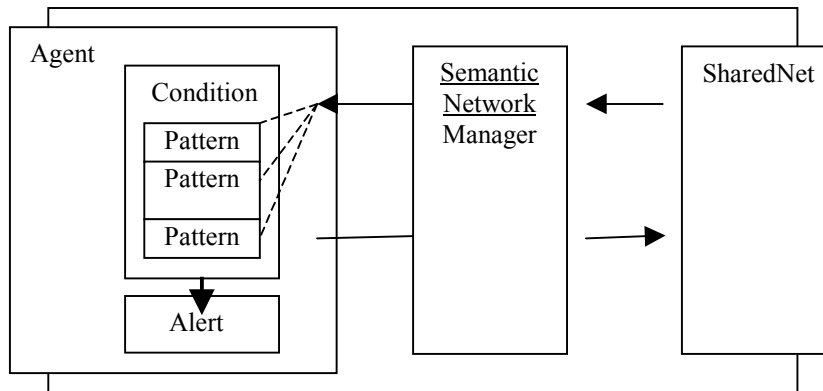 Agent
Condition
Pattern
Pattern
Pattern
Alert
Semantic
Network
Manager
SharedNet